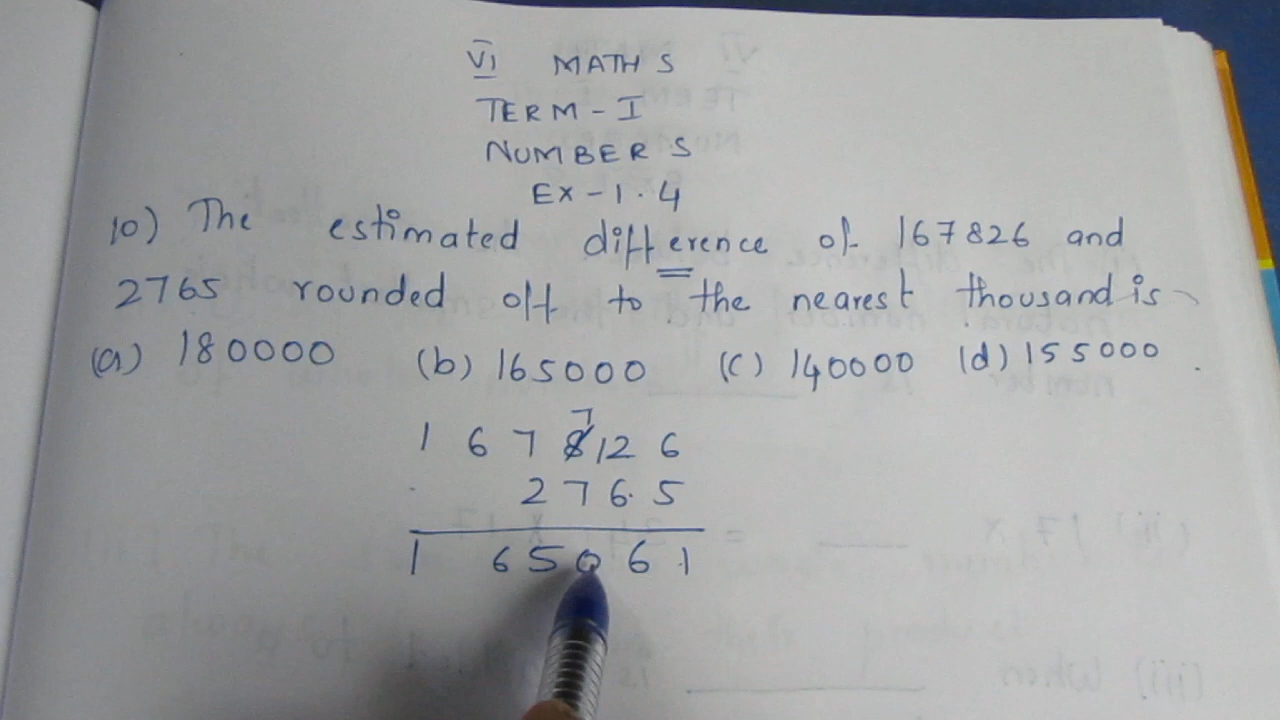 VI MATHS
TERM-I
NUMBERS
EX-1.4
10) The estimated difference of 167826 and
2765 rounded off to the nearest thousand is
(a) 180000 (b) 165000 (c) 140000 (d) 155000
7
1 6 7 8 12 6
2 7 6 5
1 6 5 0 6 1